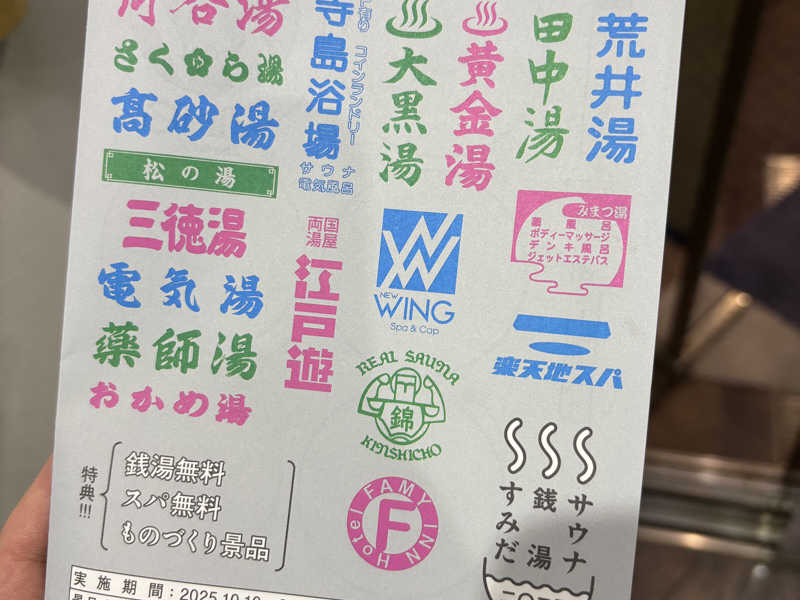 さくら湯
高砂湯
松の湯
三徳湯
電気湯
薬師湯
おかめ湯
寺島浴場
コインランドリー
サウナ
電気風呂
両国
湯屋
江戸遊
大黒湯
黄金湯
田中湯
荒井湯
NEW
WING
Spa & Cap
みまつ湯
薬風呂
ボディーマッサージ
デンキ風呂
ジェットエステバス
楽天地スパ
REAL SAUNA
錦
KINSHICHO
Hotel FAMY INN
F
サウナ
銭湯
すみだ
特典!!!
銭湯無料
スパ無料
ものづくり景品
実施期間:2025.10.10